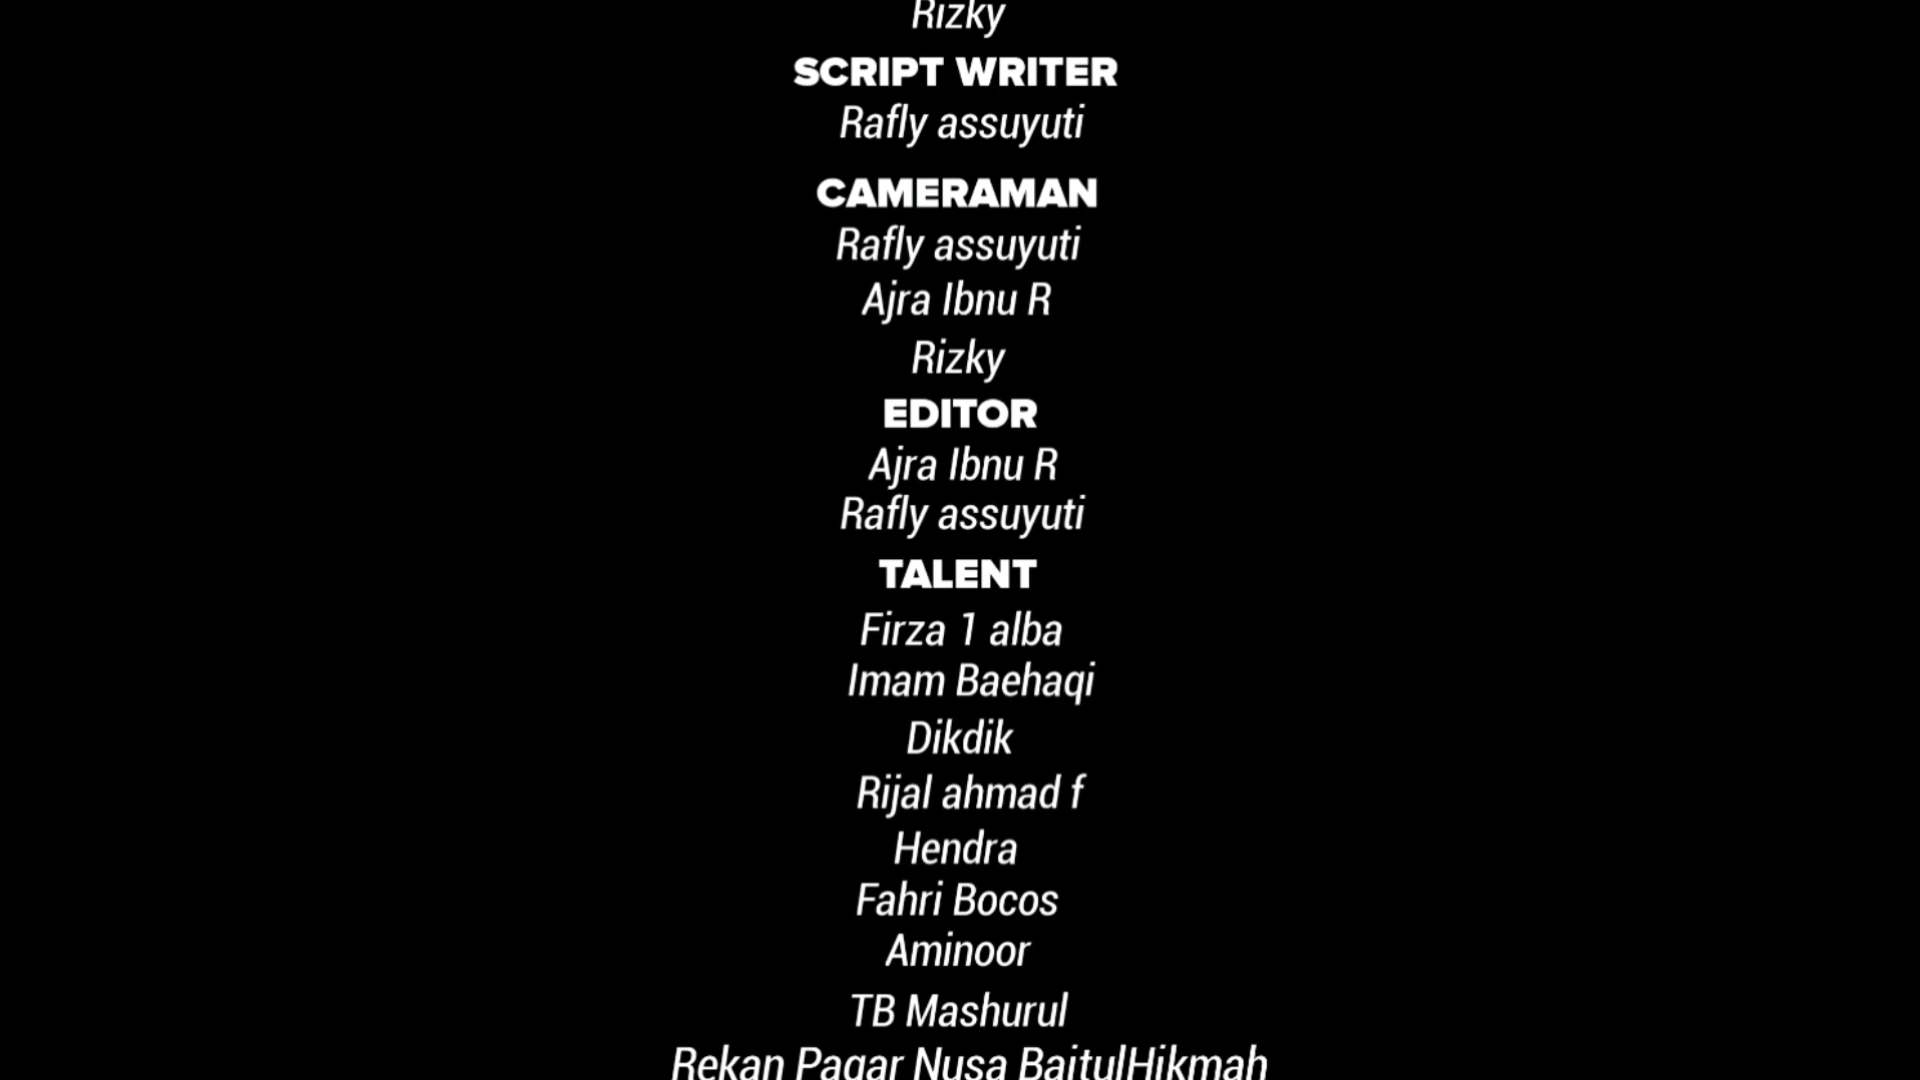 Rizky
SCRIPT WRITER
Rafly assuyuti
CAMERAMAN
Rafly assuyuti
Ajra Ibnu R
Rizky
EDITOR
Ajra Ibnu R
Rafly assuyuti
TALENT
Firza 1 alba
Imam Baehaqi
Dikdik
Rijal ahmad f
Hendra
Fahri Bocos
Aminoor
TB Mashurul
Rekan Pagar Nusa BaitulHikmah